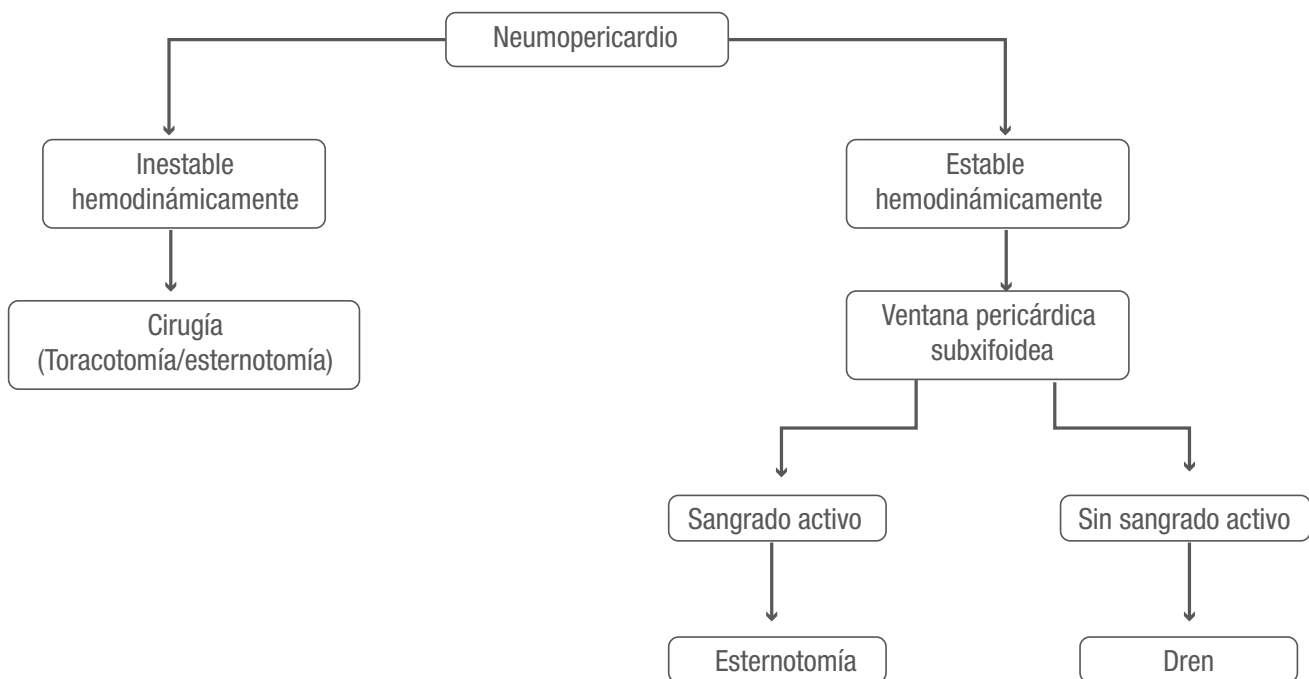 Neumopericardio
Inestable
hemodinámicamente
Estable
hemodinámicamente
Cirugía
(Toracotomía/esternotomía)
Ventana pericárdica
subxifoidea
Sangrado activo
Sin sangrado activo
Esternotomía
Dren